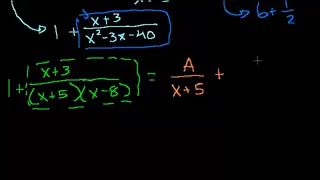 1 + x+3 / x²-3x-40    6 + 1/2
1 + x+3 / (x+5)(x-8) = A / x+5 +